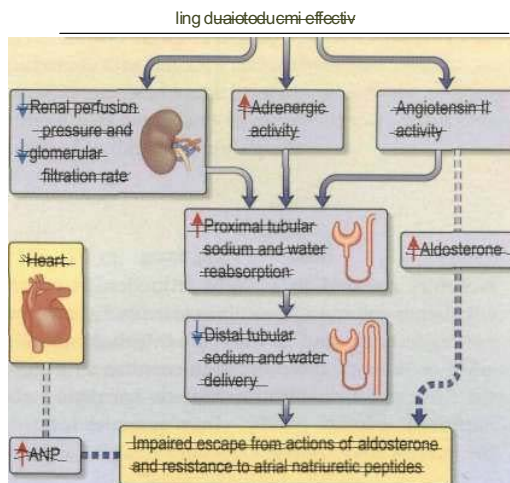 Renal perfusion
pressure and
glomerular
filtration rate
Adrenergic
activity
Angiotensin II
activity
Proximal tubular
sodium and water
reabsorption
Aldosterone
Heart
Distal tubular
sodium and water
delivery
ANP
Impaired escape from actions of aldosterone
and resistance to atrial natriuretic peptides